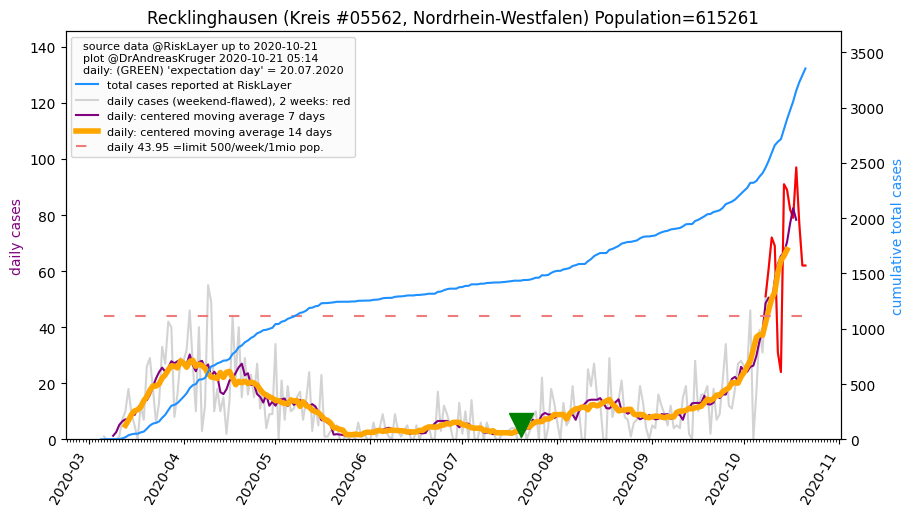 Recklinghausen (Kreis #05562, Nordrhein-Westfalen) Population=615261
source data @RiskLayer up to 2020-10-21
plot @DrAndreasKruger 2020-10-21 05:14
daily: (GREEN) 'expectation day' = 20.07.2020
total cases reported at RiskLayer
daily cases (weekend-flawed), 2 weeks: red
daily: centered moving average 7 days
daily: centered moving average 14 days
daily 43.95 =limit 500/week/1mio pop.
daily cases
140
120
100
80
60
40
20
0
cumulative total cases
3500
3000
2500
2000
1500
1000
500
0
2020-03
2020-04
2020-05
2020-06
2020-07
2020-08
2020-09
2020-10
2020-11